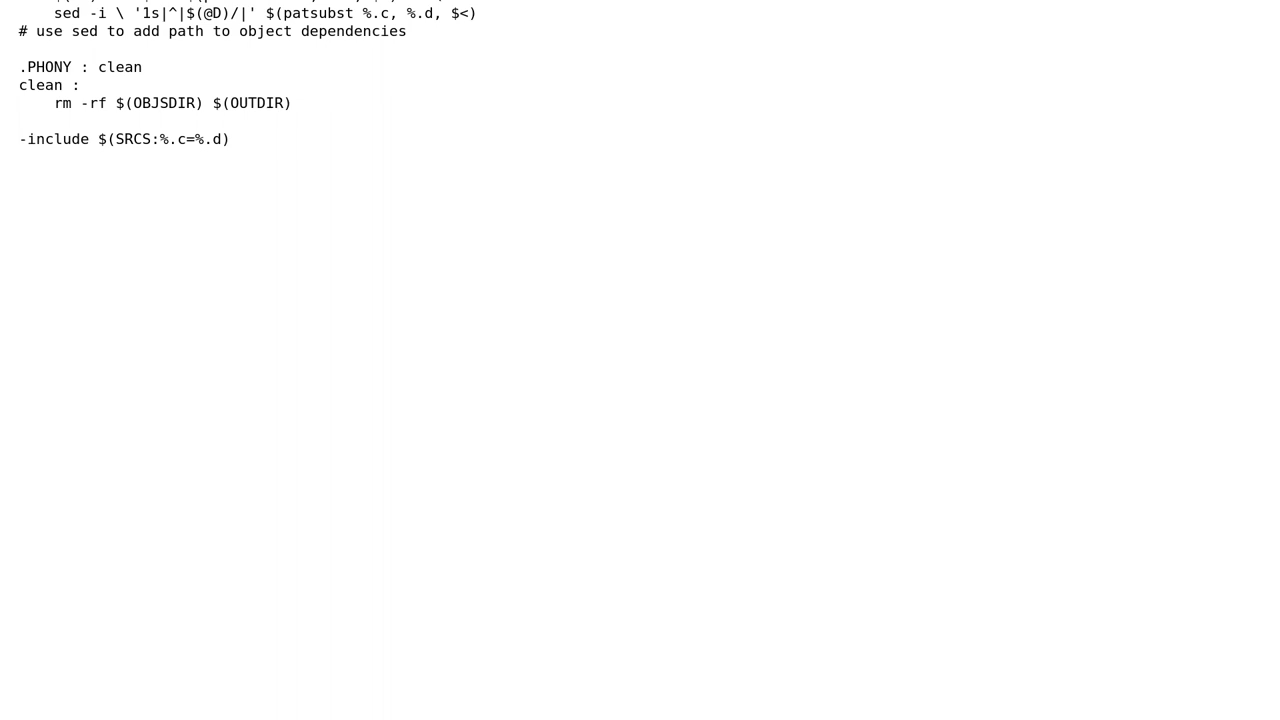 sed -i \ '1s|^|$(@D)/|' $(patsubst %.c, %.d, $<)
# use sed to add path to object dependencies
.PHONY : clean
clean :
rm -rf $(OBJSDIR) $(OUTDIR)
-include $(SRCS:%.c=%.d)